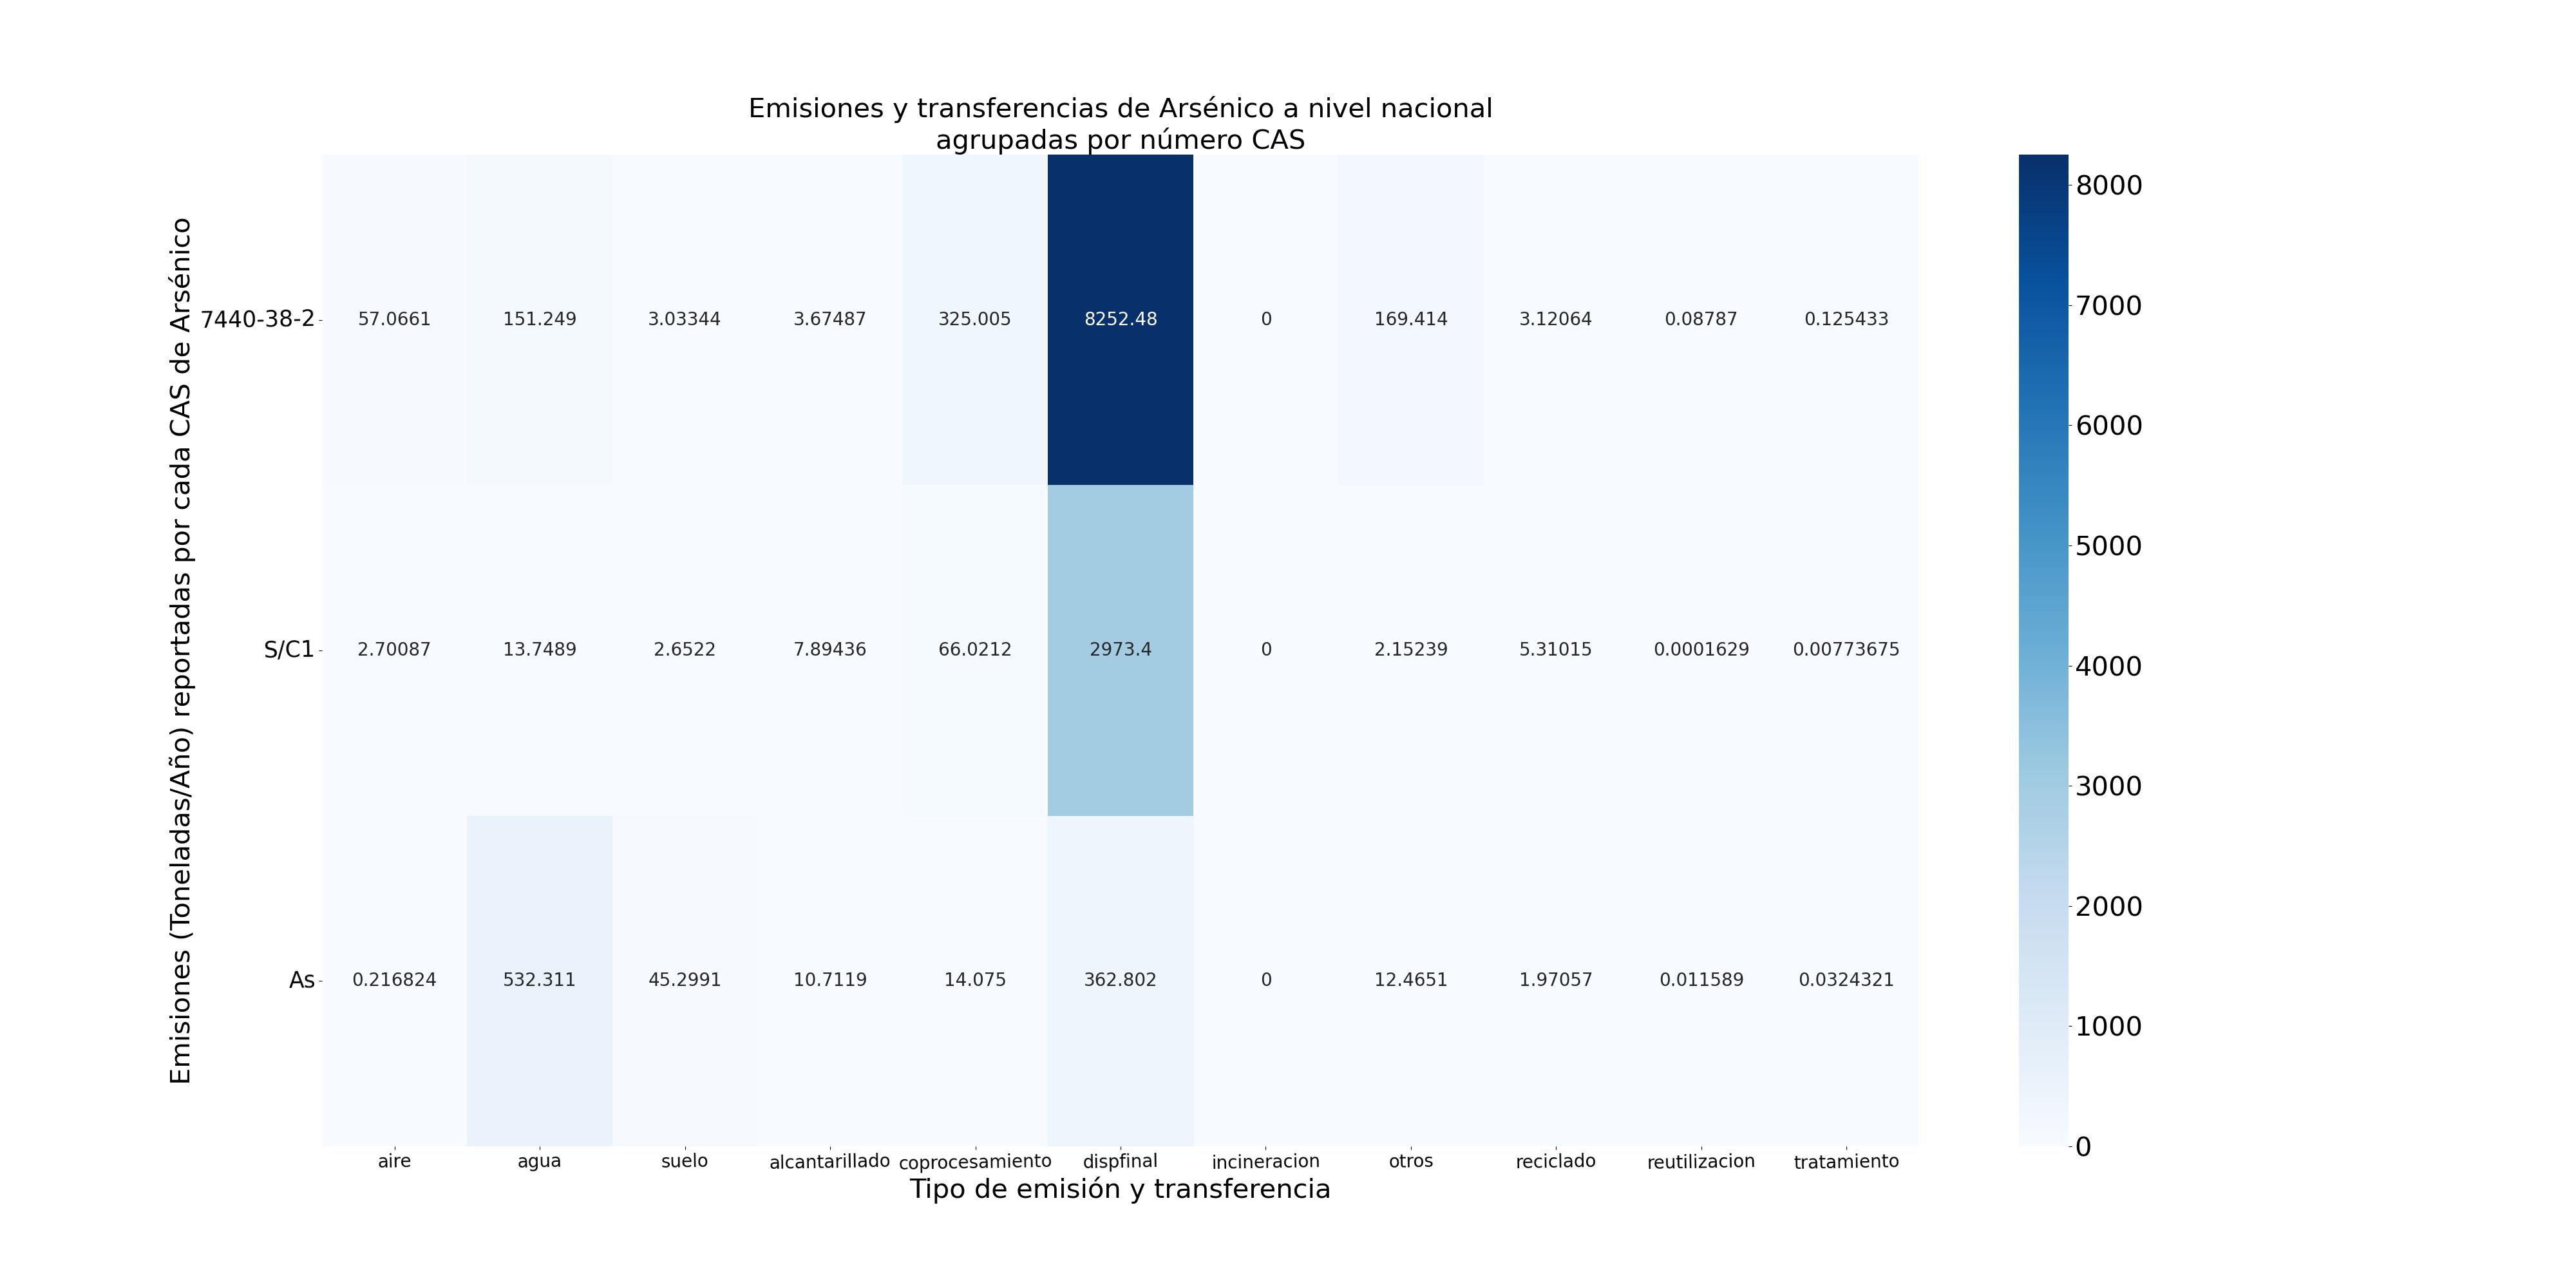 Emisiones y transferencias de Arsénico a nivel nacional
agrupadas por número CAS
Emisiones (Toneladas/Año) reportadas por cada CAS de Arsénico
7440-38-2 57.0661 151.249 3.03344 3.67487 325.005 8252.48 0 169.414 3.12064 0.08787 0.125433
S/C1 2.70087 13.7489 2.6522 7.89436 66.0212 2973.4 0 2.15239 5.31015 0.0001629 0.00773675
As 0.216824 532.311 45.2991 10.7119 14.075 362.802 0 12.4651 1.97057 0.011589 0.0324321
aire agua suelo alcantarillado coprocesamiento dispfinal incineracion otros reciclado reutilizacion tratamiento
Tipo de emisión y transferencia
8000
7000
6000
5000
4000
3000
2000
1000
0